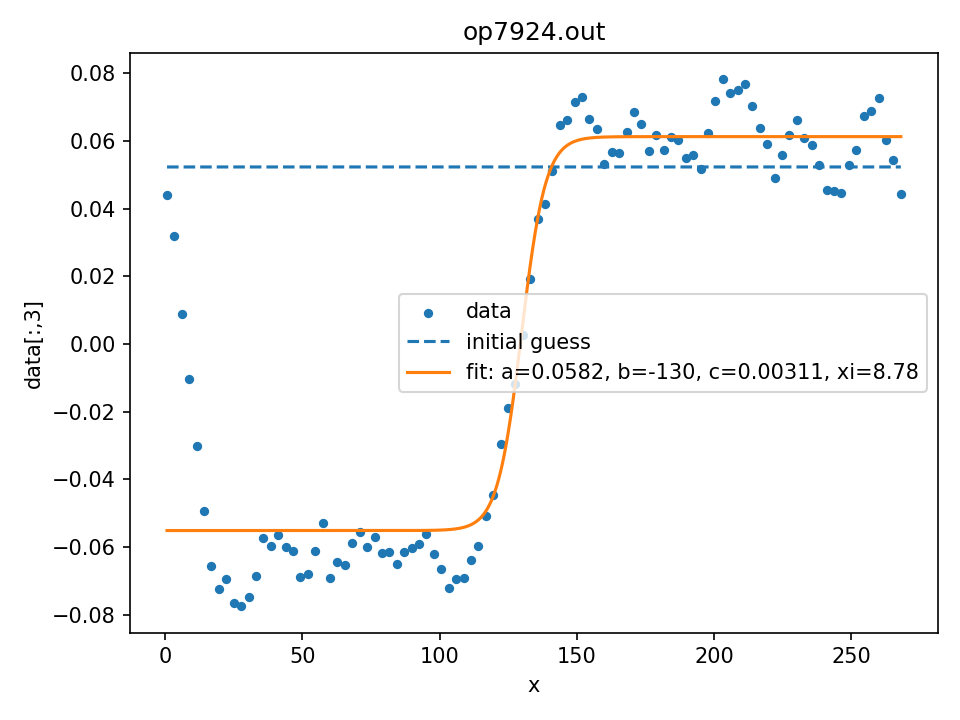 op7924.out
data[:,3]
0.08
0.06
0.04
0.02
0.00
−0.02
−0.04
−0.06
−0.08
data
initial guess
fit: a=0.0582, b=-130, c=0.00311, xi=8.78
0 50 100 150 200 250
x